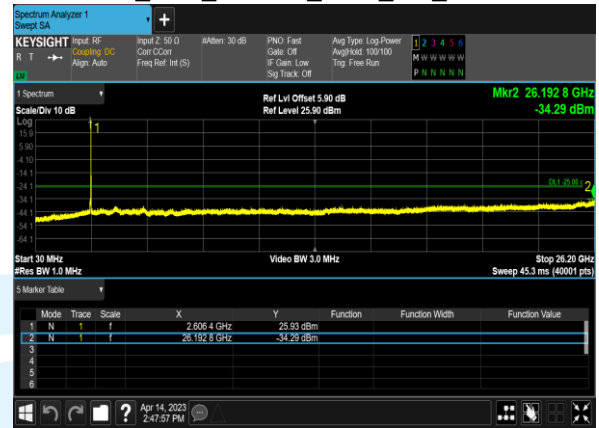 Spectrum Analyzer 1
Swept SA
KEYSIGHT Input: RF Input Z: 50 Ω #Atten: 30 dB PNO: Fast Avg Type: Log-Power 1 2 3 4 5 6
R T Coupling: DC Corr CCorr Gate: Off Avg|Hold: 100/100 M W W W W W
Align: Auto Freq Ref: Int (S) IF Gain: Low Trig: Free Run
Sig Track: Off P N N N N N
1 Spectrum
Ref Lvl Offset 5.90 dB Mkr2 26.192 8 GHz
Scale/Div 10 dB Ref Level 25.90 dBm -34.29 dBm
Log
15.9
5.90
-4.10
-14.1
-24.1
-34.1
-44.1
-54.1
-64.1
1
2
Start 30 MHz Video BW 3.0 MHz Stop 26.20 GHz
#Res BW 1.0 MHz Sweep 45.3 ms (40001 pts)
5 Marker Table
Mode Trace Scale X Y Function Function Width Function Value
1 N 1 f 2.606 4 GHz 25.93 dBm
2 N 1 f 26.192 8 GHz -34.29 dBm
3
4
5
6
? Apr 14, 2023
2:47:57 PM